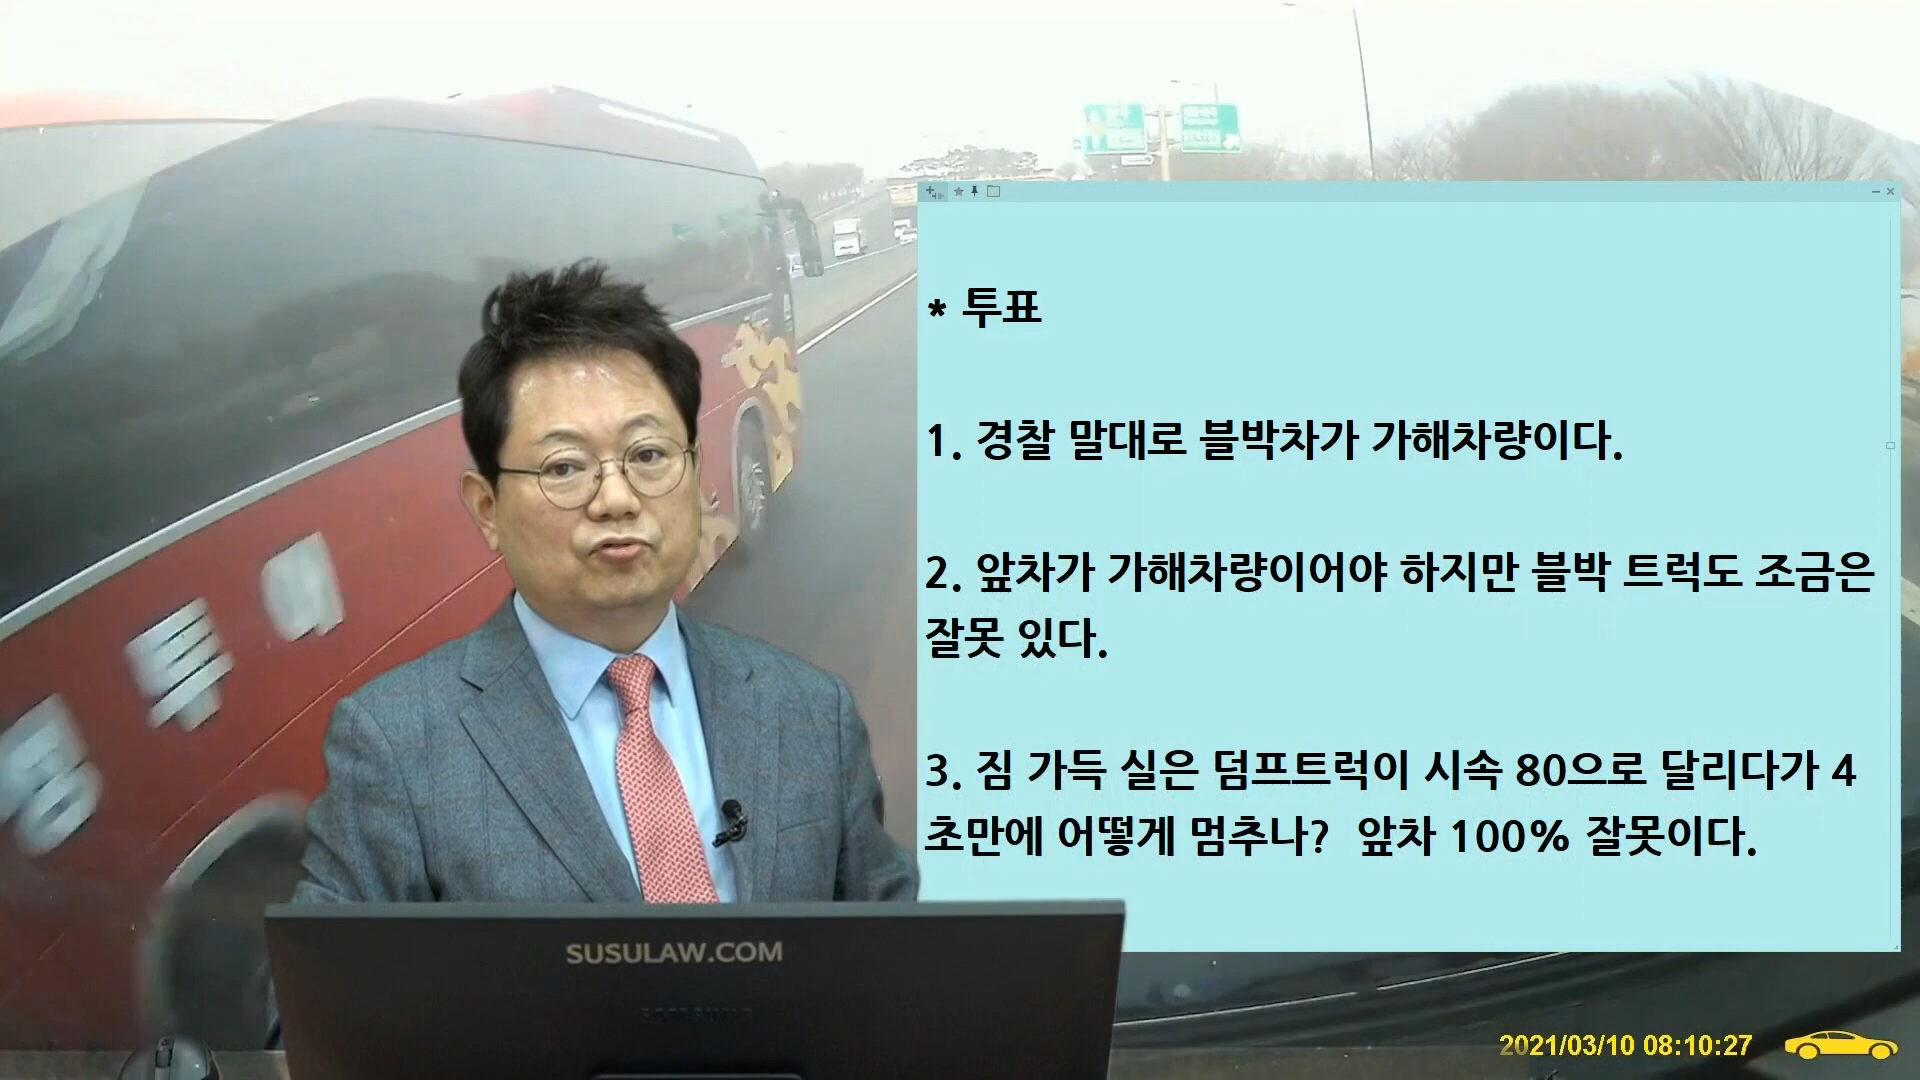 * 투표
1. 경찰 말대로 블박차가 가해차량이다.
2. 앞차가 가해차량이어야 하지만 블박 트럭도 조금은
잘못 있다.
3. 짐 가득 실은 덤프트럭이 시속 80으로 달리다가 4
초만에 어떻게 멈추나?  앞차 100% 잘못이다.
SUSULAW.COM
SAMSUNG
2021/03/10 08:10:27